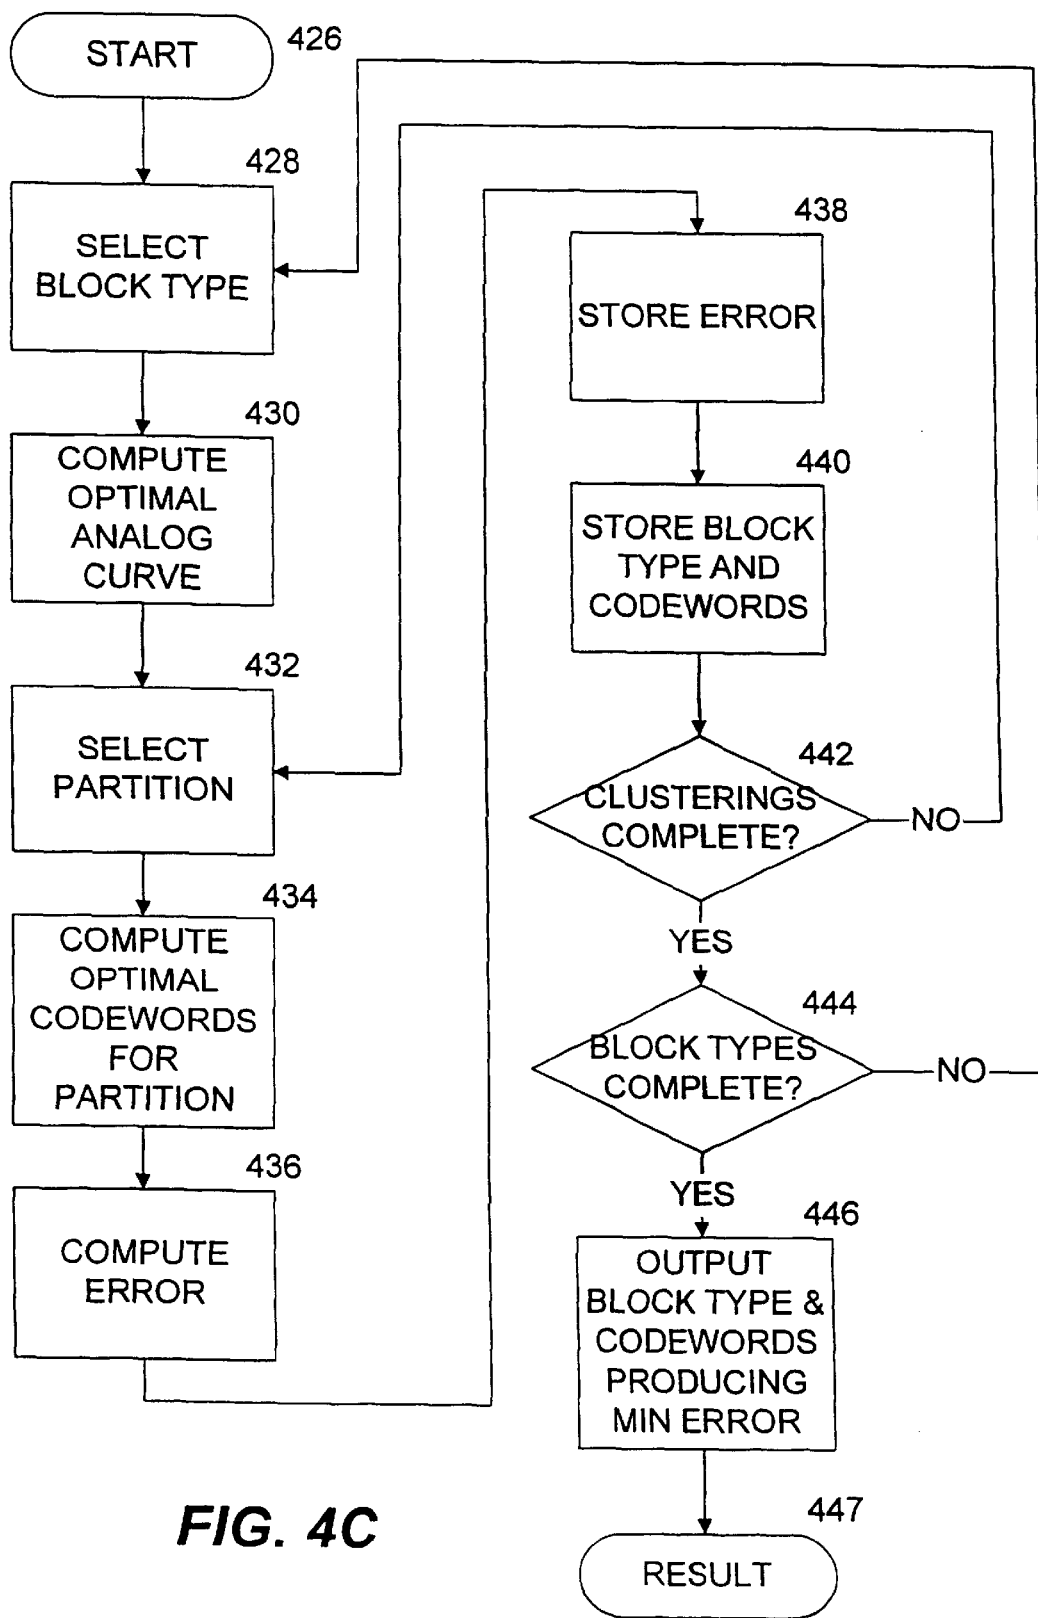 START
426
428
SELECT
BLOCK TYPE
430
COMPUTE
OPTIMAL
ANALOG
CURVE
432
SELECT
PARTITION
434
COMPUTE
OPTIMAL
CODEWORDS
FOR
PARTITION
436
COMPUTE
ERROR
438
STORE ERROR
440
STORE BLOCK
TYPE AND
CODEWORDS
442
CLUSTERINGS
COMPLETE?
NO
YES
444
BLOCK TYPES
COMPLETE?
NO
YES
446
OUTPUT
BLOCK TYPE &
CODEWORDS
PRODUCING
MIN ERROR
447
RESULT
FIG. 4C